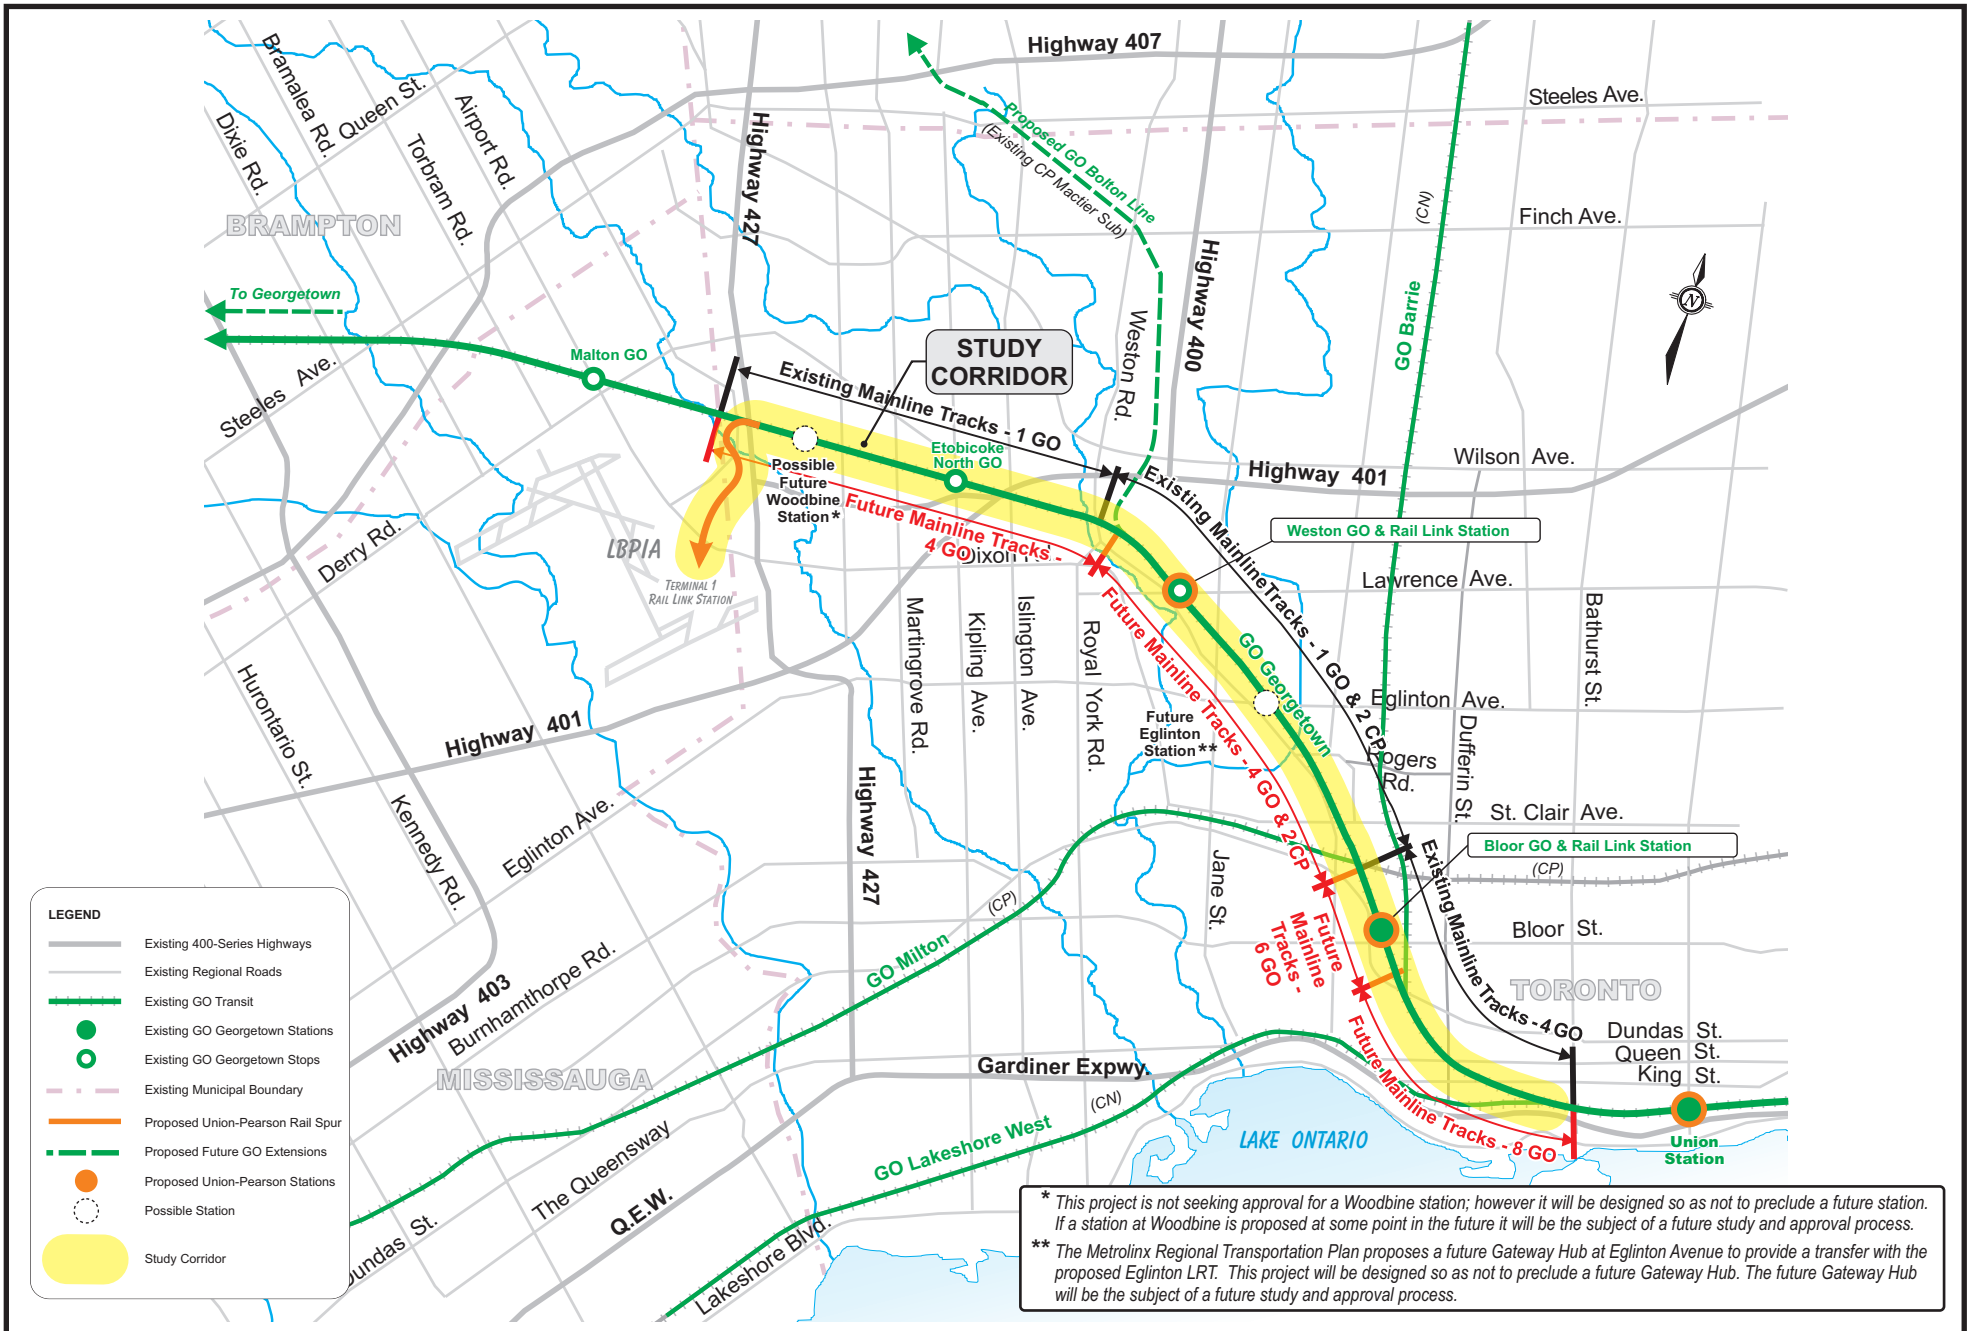 Highway 407
Steeles Ave.
Bramalea Rd.
Queen St.
Airport Rd.
Dixie Rd.
Torbram Rd.
Highway 427
Proposed GO Bolton Line
(Existing CP Mactier Sub)
(CN)
Finch Ave.
BRAMPTON
Highway 400
GO Barrie
N
To Georgetown
Malton GO
Weston Rd.
STUDY
CORRIDOR
Steeles Ave.
Existing Mainline Tracks - 1 GO
Etobicoke
North GO
Wilson Ave.
Highway 401
Possible
Future
Woodbine
Station*
Future Mainline Tracks -
4 GO
Existing Mainline Tracks - 1 GO & 2 CP
Weston GO & Rail Link Station
Derry Rd.
LBPIA
Dixon
TERMINAL 1
RAIL LINK STATION
Lawrence Ave.
Martingrove Rd.
Kipling Ave.
Islington Ave.
Royal York Rd.
Future Mainline Tracks - 4 GO & 2 CP
GO Georgetown
Bathurst St.
Hurontario St.
Eglinton Ave.
Future
Eglinton
Station**
Dufferin St.
Rogers
Rd.
Highway 401
Kennedy Rd.
Eglinton Ave.
Highway 427
St. Clair Ave.
Bloor GO & Rail Link Station
(CP)
Jane St.
Existing Mainline Tracks - 4 GO
(CP)
GO Milton
Future
Mainline
Tracks -
6 GO
Bloor St.
TORONTO
Highway 403
Burnhamthorpe Rd.
MISSISSAUGA
Gardiner Expwy.
(CN)
Future Mainline Tracks - 8 GO
Dundas St.
Queen St.
King St.
GO Lakeshore West
LAKE ONTARIO
Union
Station
The Queensway
Q.E.W.
Dundas St.
Lakeshore Blvd.
LEGEND
Existing 400-Series Highways
Existing Regional Roads
Existing GO Transit
Existing GO Georgetown Stations
Existing GO Georgetown Stops
Existing Municipal Boundary
Proposed Union-Pearson Rail Spur
Proposed Future GO Extensions
Proposed Union-Pearson Stations
Possible Station
Study Corridor
* This project is not seeking approval for a Woodbine station; however it will be designed so as not to preclude a future station.
If a station at Woodbine is proposed at some point in the future it will be the subject of a future study and approval process.
** The Metrolinx Regional Transportation Plan proposes a future Gateway Hub at Eglinton Avenue to provide a transfer with the
proposed Eglinton LRT. This project will be designed so as not to preclude a future Gateway Hub. The future Gateway Hub
will be the subject of a future study and approval process.